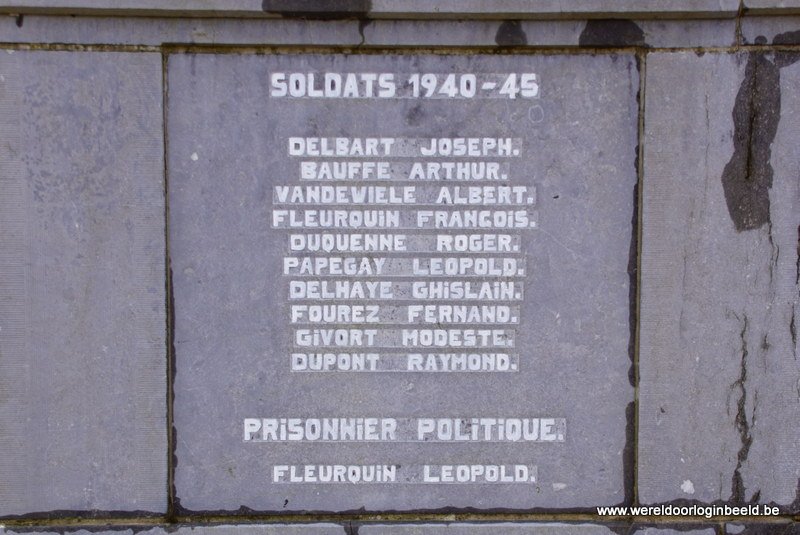 SOLDATS 1940-45
DELBART JOSEPH.
BAUFFE ARTHUR.
VANDEWIELE ALBERT.
FLEURQUIN FRANCOIS.
DUQUENNE ROGER.
PAPEGAY LEOPOLD.
DELHAYE GHISLAIN.
FOUREZ FERNAND.
GIVORT MODESTE.
DUPONT RAYMOND.
PRISONNIER POLITIQUE.
FLEURQUIN LEOPOLD.
www.wereldoorloginbeeld.be